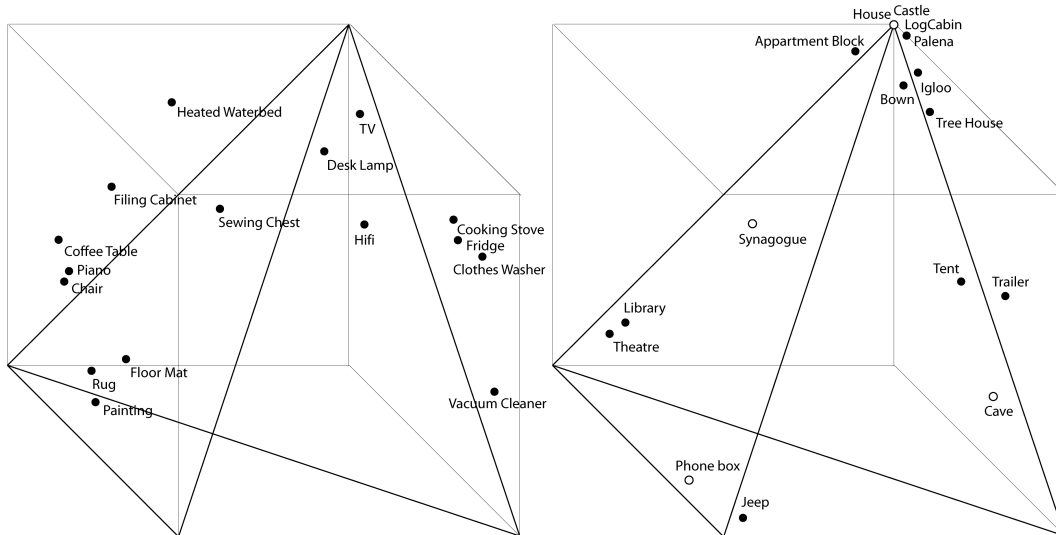 Heated Waterbed
TV
Desk Lamp
Filing Cabinet
Sewing Chest
Hifi
Cooking Stove
Coffee Table
Fridge
Piano
Clothes Washer
Chair
Floor Mat
Rug
Painting
Vacuum Cleaner
House Castle
LogCabin
Appartment Block
Palena
Igloo
Bown
Tree House
Synagogue
Tent
Trailer
Library
Theatre
Cave
Phone box
Jeep